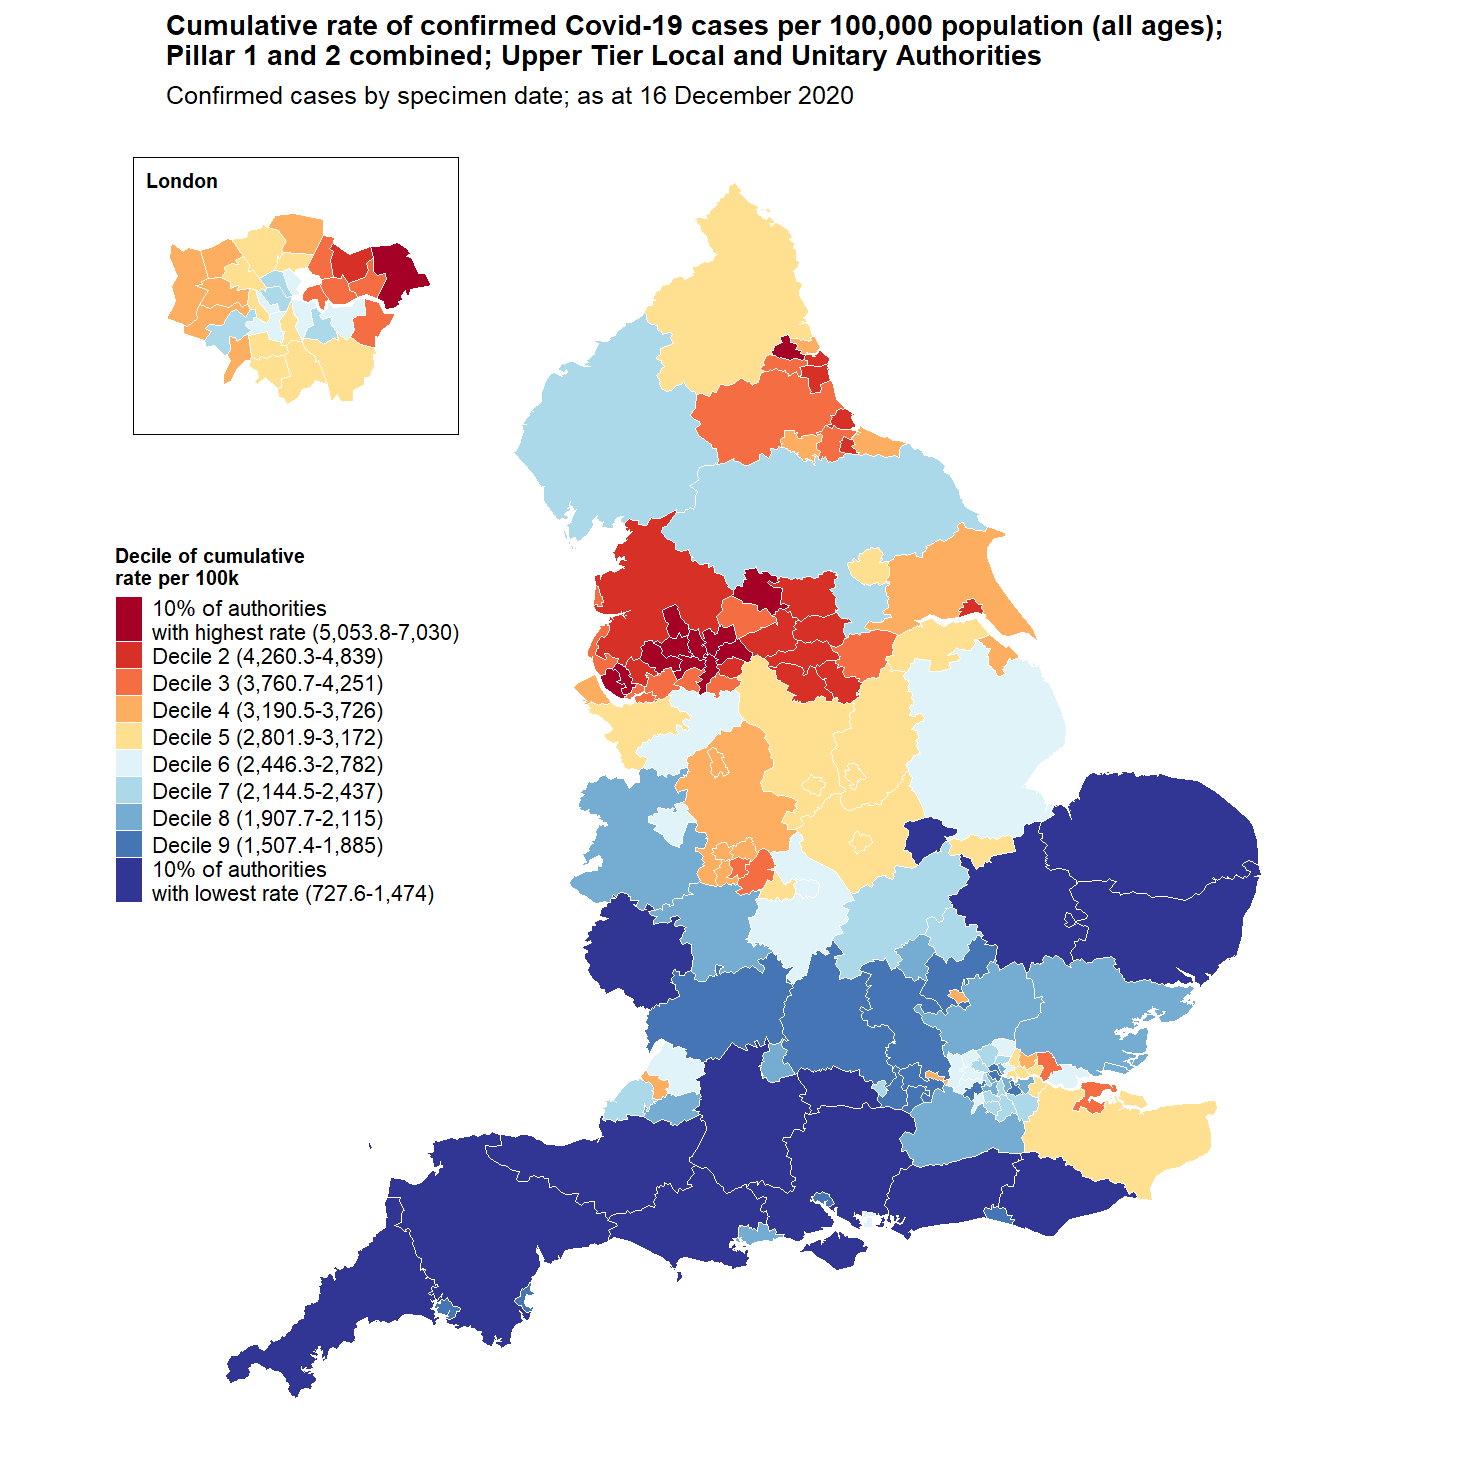 Cumulative rate of confirmed Covid-19 cases per 100,000 population (all ages);
Pillar 1 and 2 combined; Upper Tier Local and Unitary Authorities
Confirmed cases by specimen date; as at 16 December 2020
London
Decile of cumulative
rate per 100k
10% of authorities
with highest rate (5,053.8-7,030)
Decile 2 (4,260.3-4,839)
Decile 3 (3,760.7-4,251)
Decile 4 (3,190.5-3,726)
Decile 5 (2,801.9-3,172)
Decile 6 (2,446.3-2,782)
Decile 7 (2,144.5-2,437)
Decile 8 (1,907.7-2,115)
Decile 9 (1,507.4-1,885)
10% of authorities
with lowest rate (727.6-1,474)